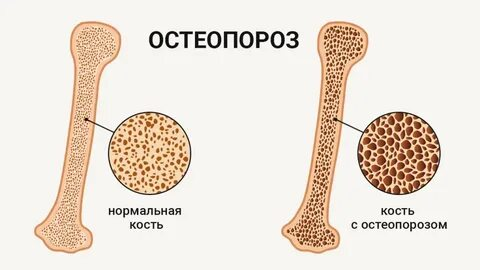 ОСТЕОПОРОЗ
нормальная
кость
кость
с остеопорозом